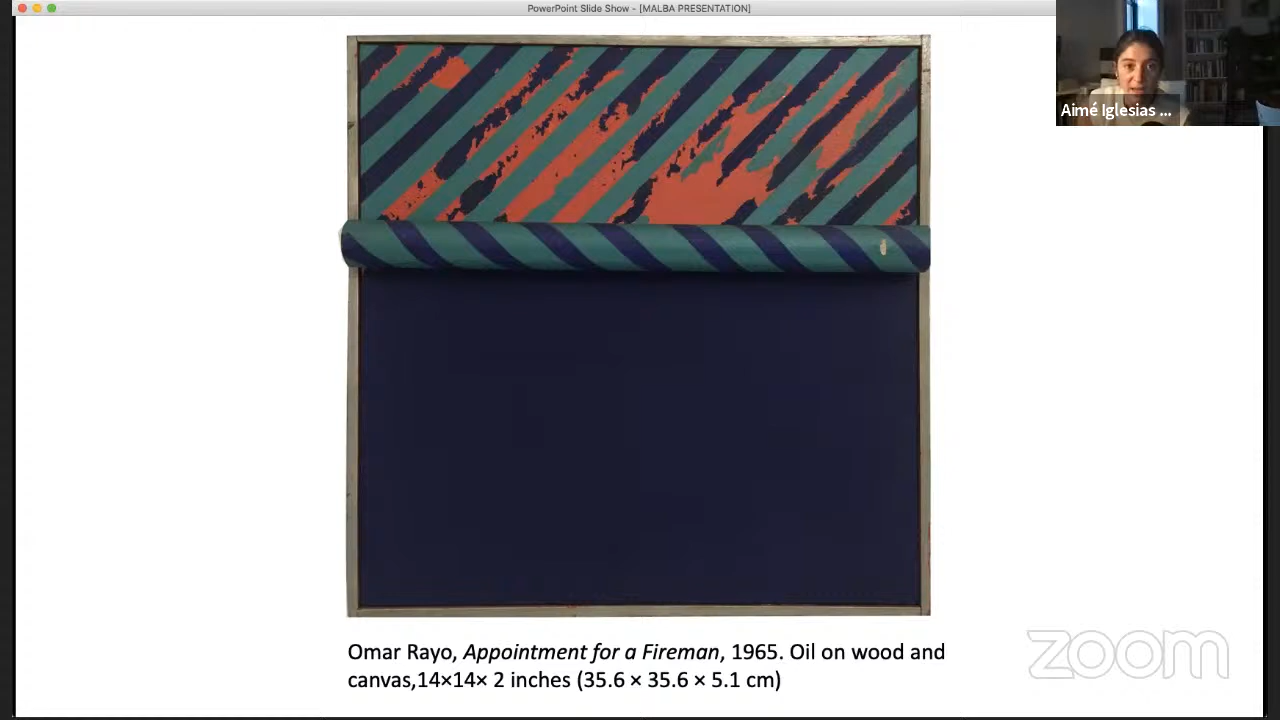 PowerPoint Slide Show - [MALBA PRESENTATION]
Aimé Iglesias ...
Omar Rayo, Appointment for a Fireman, 1965. Oil on wood and
canvas,14×14× 2 inches (35.6 × 35.6 × 5.1 cm)
zoom